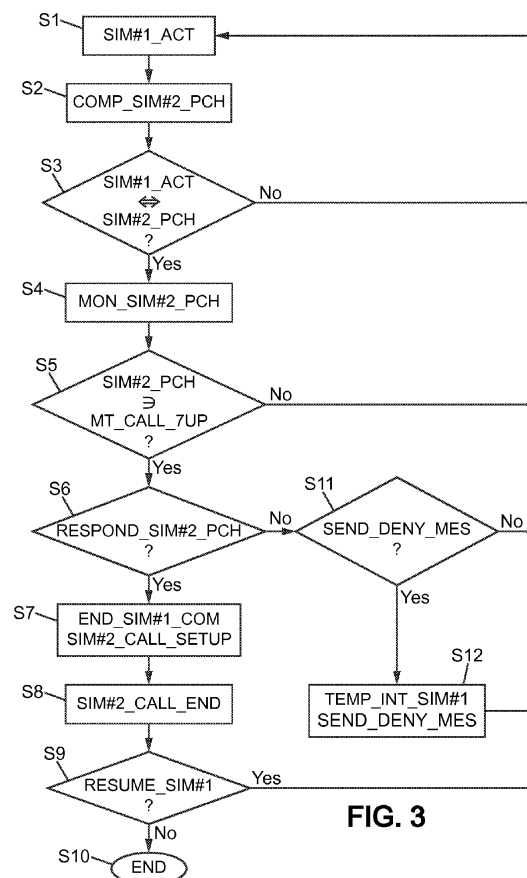 S1
SIM#1_ACT
S2
COMP_SIM#2_PCH
S3
SIM#1_ACT
⇔
SIM#2_PCH
?
No
Yes
S4
MON_SIM#2_PCH
S5
SIM#2_PCH
∋
MT_CALL_7UP
?
No
Yes
S6
RESPOND_SIM#2_PCH
?
No
Yes
S11
SEND_DENY_MES
?
No
Yes
S7
END_SIM#1_COM
SIM#2_CALL_SETUP
S12
TEMP_INT_SIM#1
SEND_DENY_MES
S8
SIM#2_CALL_END
S9
RESUME_SIM#1
?
Yes
No
S10
END
FIG. 3